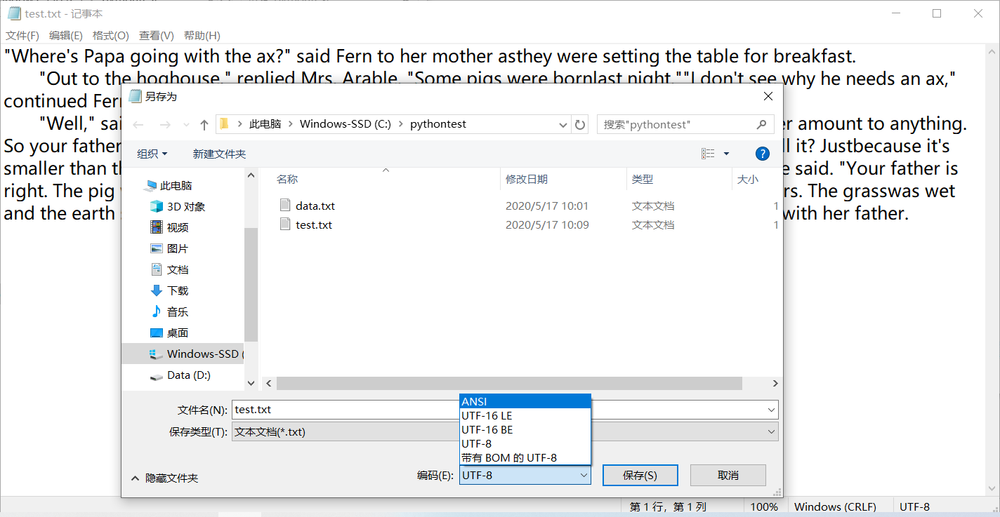 test.txt - 记事本
文件(F) 编辑(E) 格式(O) 查看(V) 帮助(H)
"Where's Papa going with the ax?" said Fern to her mother asthey were setting the table for breakfast.
"Out to the hoghouse," replied Mrs. Arable. "Some pigs were bornlast night.""I don't see why he needs an ax,"
continued Fern
"Well," said
amount to anything.
So your father
it? Justbecause it's
smaller than
said. "Your father is
right. The pig
The grasswas wet
and the earth
with her father.
另存为
此电脑 Windows-SSD (C:) pythontest
搜索"pythontest"
组织 新建文件夹
名称 修改日期 类型 大小
data.txt 2020/5/17 10:01 文本文档 1
test.txt 2020/5/17 10:09 文本文档 1
此电脑
3D 对象
视频
图片
文档
下载
音乐
桌面
Windows-SSD (
Data (D:)
文件名(N): test.txt
保存类型(T): 文本文档(*.txt)
ANSI
UTF-16 LE
UTF-16 BE
UTF-8
带有 BOM 的 UTF-8
隐藏文件夹 编码(E): UTF-8 保存(S) 取消
第 1 行，第 1 列 100% Windows (CRLF) UTF-8